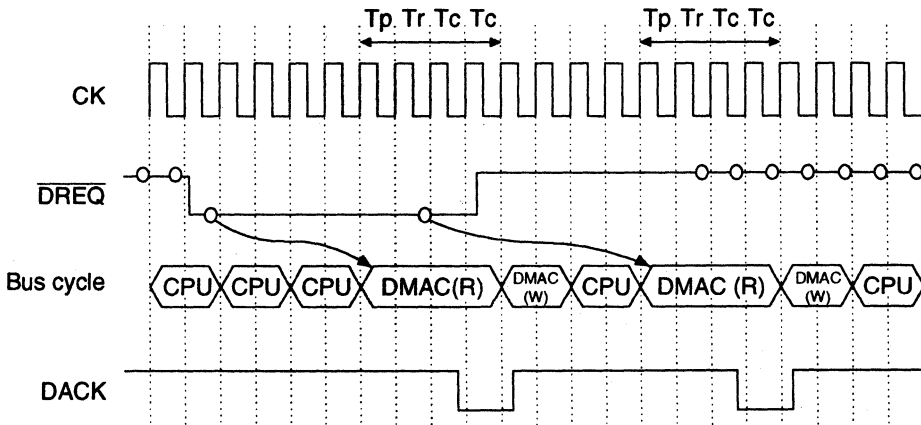 Tp Tr Tc Tc Tp Tr Tc Tc
CK
DREQ
Bus cycle CPU CPU CPU DMAC(R) DMAC (W) CPU DMAC (R) DMAC (W) CPU
DACK